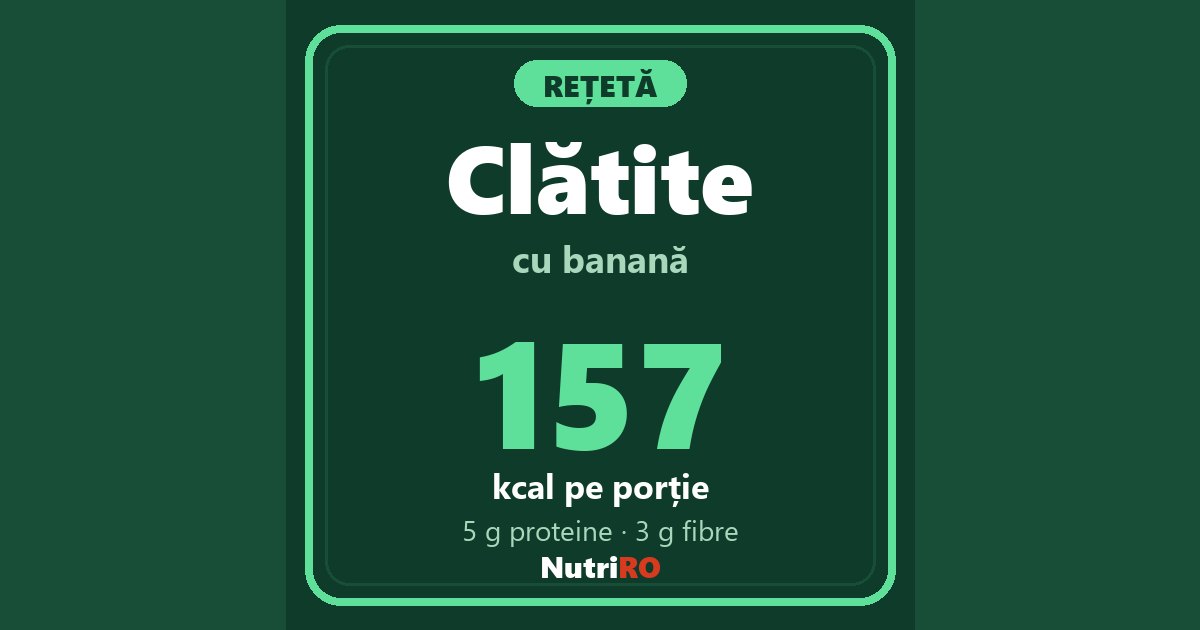 REȚETĂ
Clătite
cu banană
157
kcal pe porție
5 g proteine · 3 g fibre
NutriRO